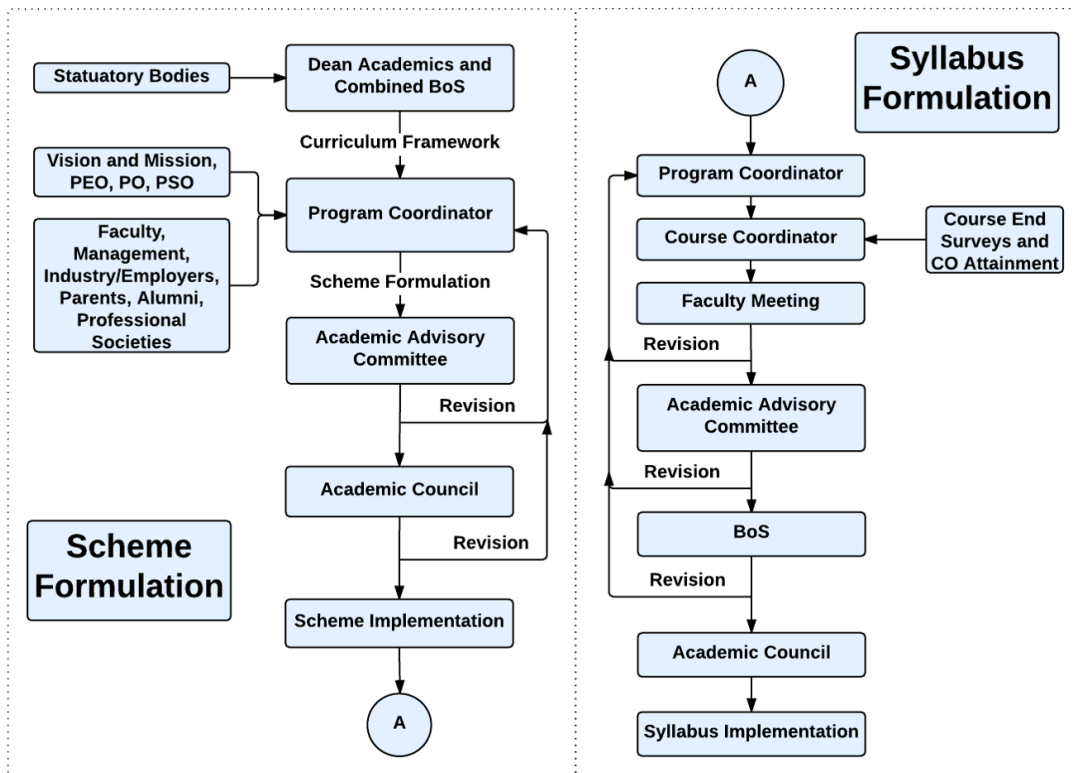 Statuatory Bodies
Dean Academics and
Combined BoS
Curriculum Framework
Vision and Mission,
PEO, PO, PSO
Program Coordinator
Faculty,
Management,
Industry/Employers,
Parents, Alumni,
Professional
Societies
Scheme Formulation
Academic Advisory
Committee
Revision
Academic Council
Revision
Scheme
Formulation
Scheme Implementation
A
Syllabus
Formulation
A
Program Coordinator
Course Coordinator
Course End
Surveys and
CO Attainment
Faculty Meeting
Revision
Academic Advisory
Committee
Revision
BoS
Revision
Academic Council
Syllabus Implementation